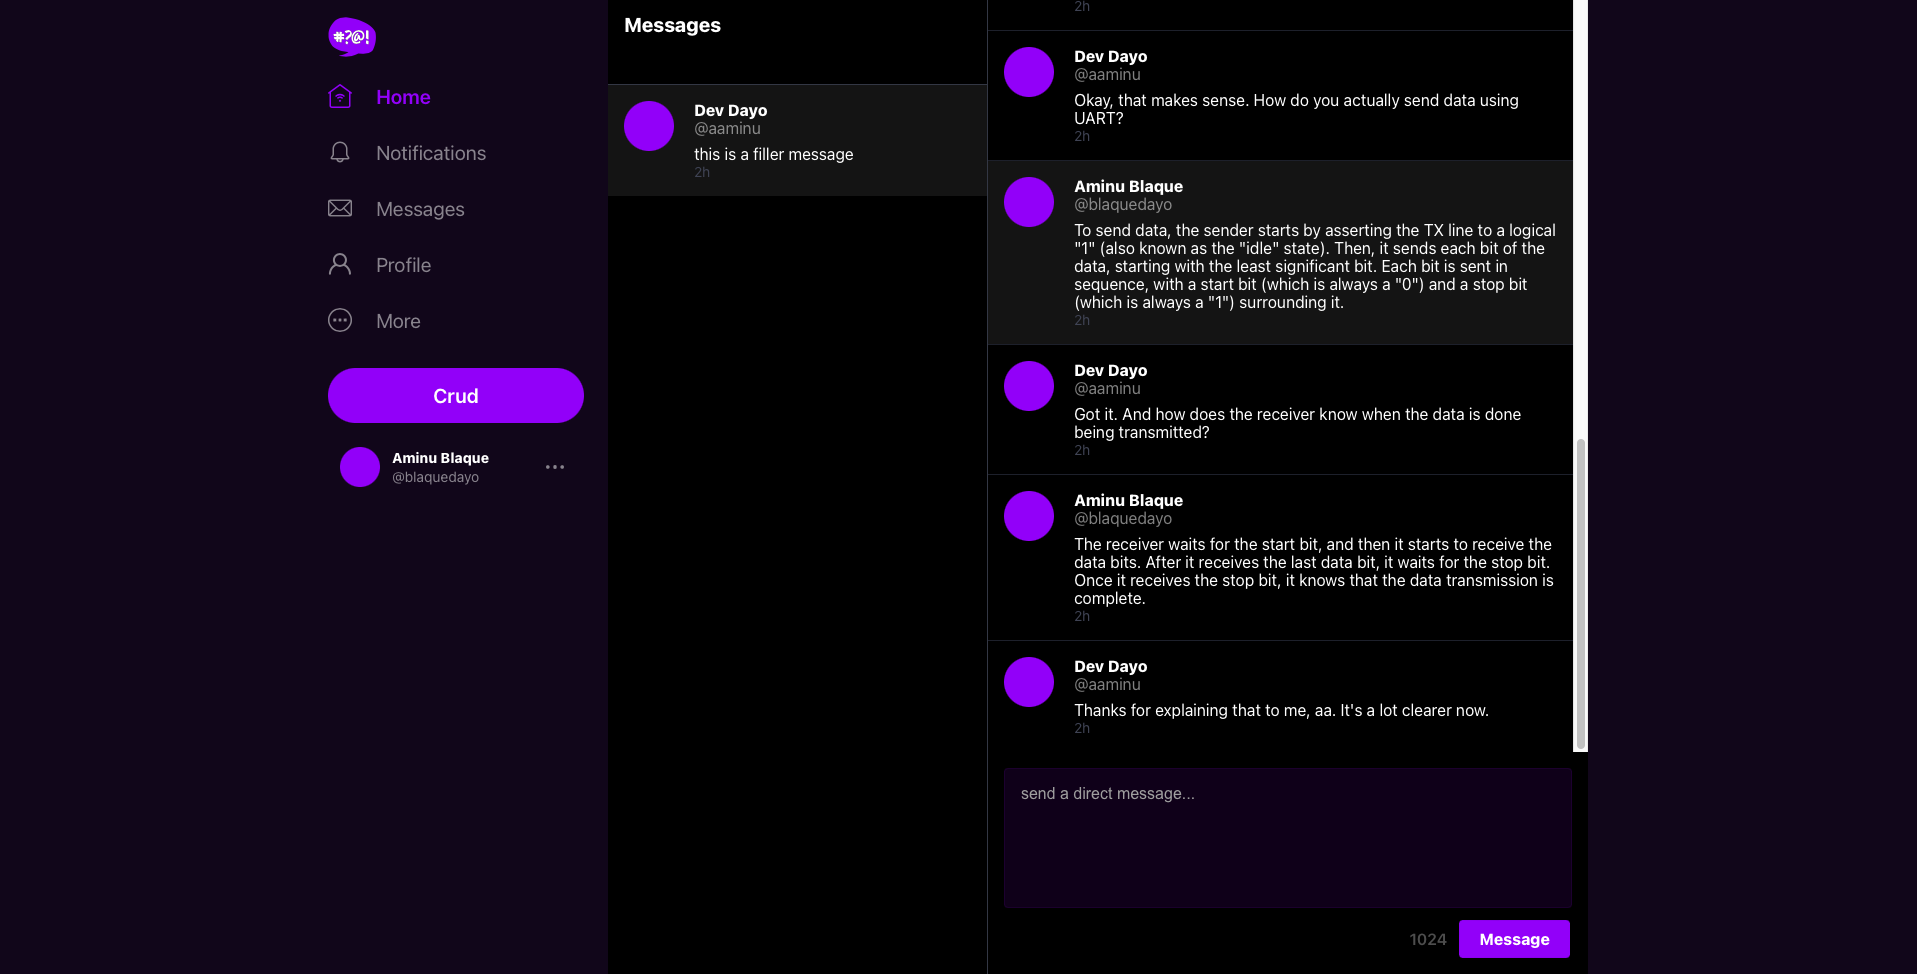 #?@!
Home
Notifications
Messages
Profile
More
Crud
Aminu Blaque
@blaquedayo
Messages
Dev Dayo
@aaminu
this is a filler message
2h
2h
Dev Dayo
@aaminu
Okay, that makes sense. How do you actually send data using
UART?
2h
Aminu Blaque
@blaquedayo
To send data, the sender starts by asserting the TX line to a logical
"1" (also known as the "idle" state). Then, it sends each bit of the
data, starting with the least significant bit. Each bit is sent in
sequence, with a start bit (which is always a "0") and a stop bit
(which is always a "1") surrounding it.
2h
Dev Dayo
@aaminu
Got it. And how does the receiver know when the data is done
being transmitted?
2h
Aminu Blaque
@blaquedayo
The receiver waits for the start bit, and then it starts to receive the
data bits. After it receives the last data bit, it waits for the stop bit.
Once it receives the stop bit, it knows that the data transmission is
complete.
2h
Dev Dayo
@aaminu
Thanks for explaining that to me, aa. It's a lot clearer now.
2h
send a direct message...
1024
Message